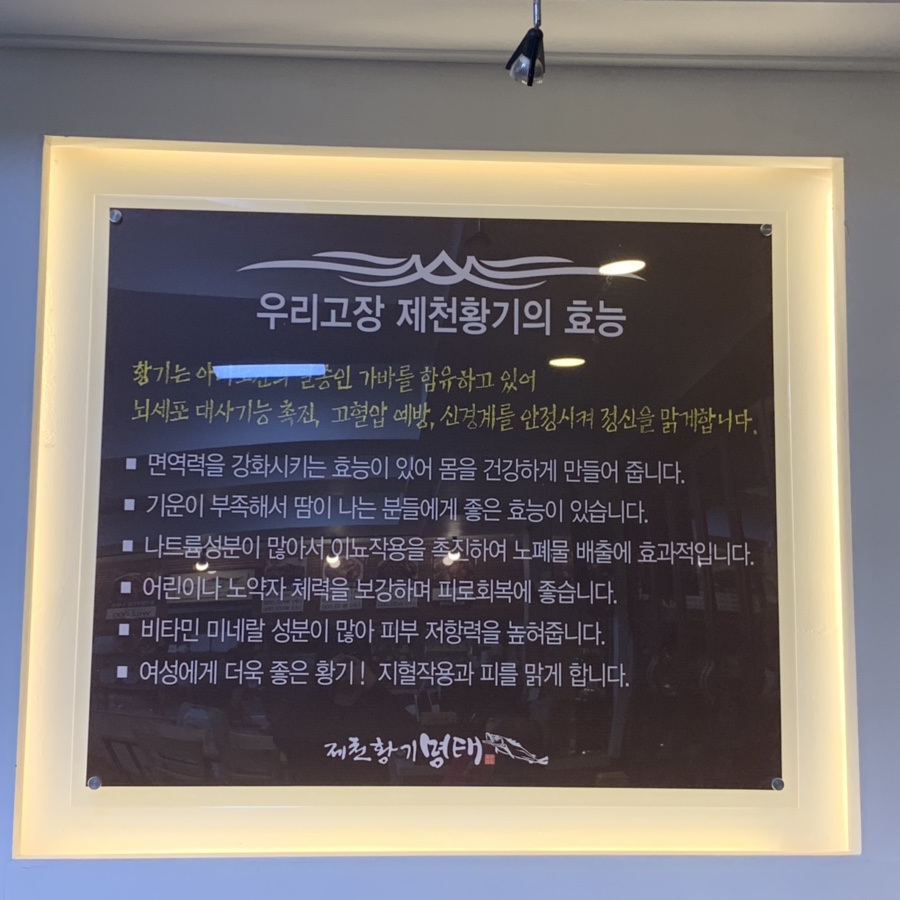 우리고장 제천황기의 효능
황기는 가바를 함유하고 있어
뇌세포 대사기능 촉진, 고혈압 예방, 신경계를 안정시켜 정신을 맑게합니다.
■ 면역력을 강화시키는 효능이 있어 몸을 건강하게 만들어 줍니다.
■ 기운이 부족해서 땀이 나는 분들에게 좋은 효능이 있습니다.
■ 나트륨성분이 많아서 이뇨작용을 촉진하여 노폐물 배출에 효과적입니다.
■ 어린이나 노약자 체력을 보강하며 피로회복에 좋습니다.
■ 비타민 미네랄 성분이 많아 피부 저항력을 높혀줍니다.
■ 여성에게 더욱 좋은 황기! 지혈작용과 피를 맑게 합니다.
제천황기명태